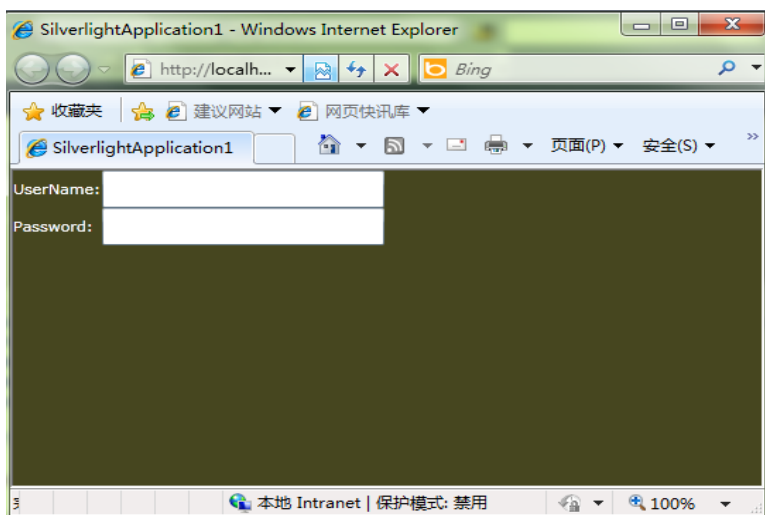 SilverlightApplication1 - Windows Internet Explorer
http://localh...
Bing
收藏夹 建议网站 网页快讯库
SilverlightApplication1 页面(P) 安全(S) »
UserName:
Password:
本地 Intranet | 保护模式: 禁用 100%